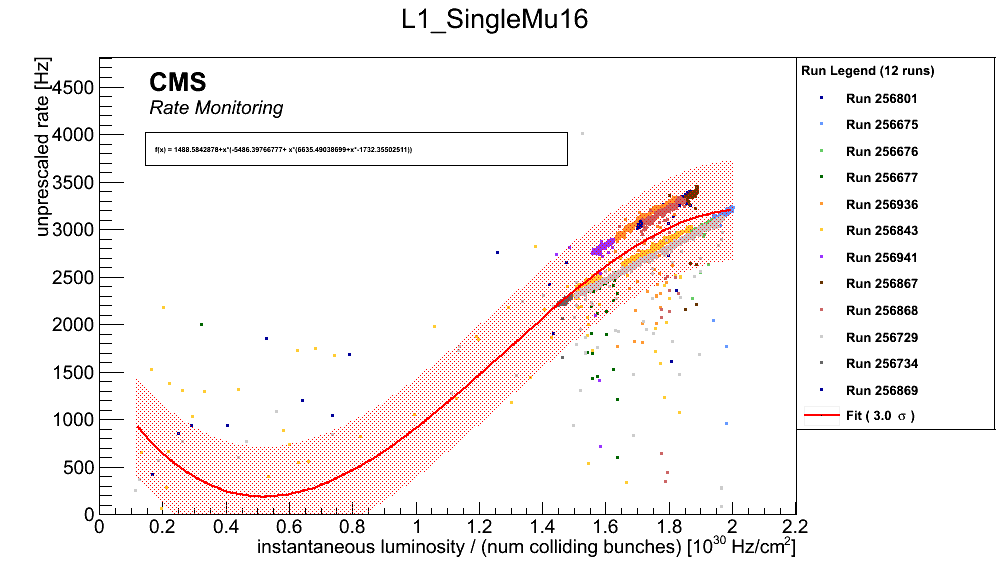 L1_SingleMu16
unprescaled rate [Hz]
CMS
Rate Monitoring
f(x) = 1488.5842878+x*(-5486.39766777+ x*(6635.49038699+x*-1732.35502511))
4500
4000
3500
3000
2500
2000
1500
1000
500
0
0 0.2 0.4 0.6 0.8 1 1.2 1.4 1.6 1.8 2 2.2
instantaneous luminosity / (num colliding bunches) [10³⁰ Hz/cm²]
Run Legend (12 runs)
Run 256801
Run 256675
Run 256676
Run 256677
Run 256936
Run 256843
Run 256941
Run 256867
Run 256868
Run 256729
Run 256734
Run 256869
Fit ( 3.0 σ )